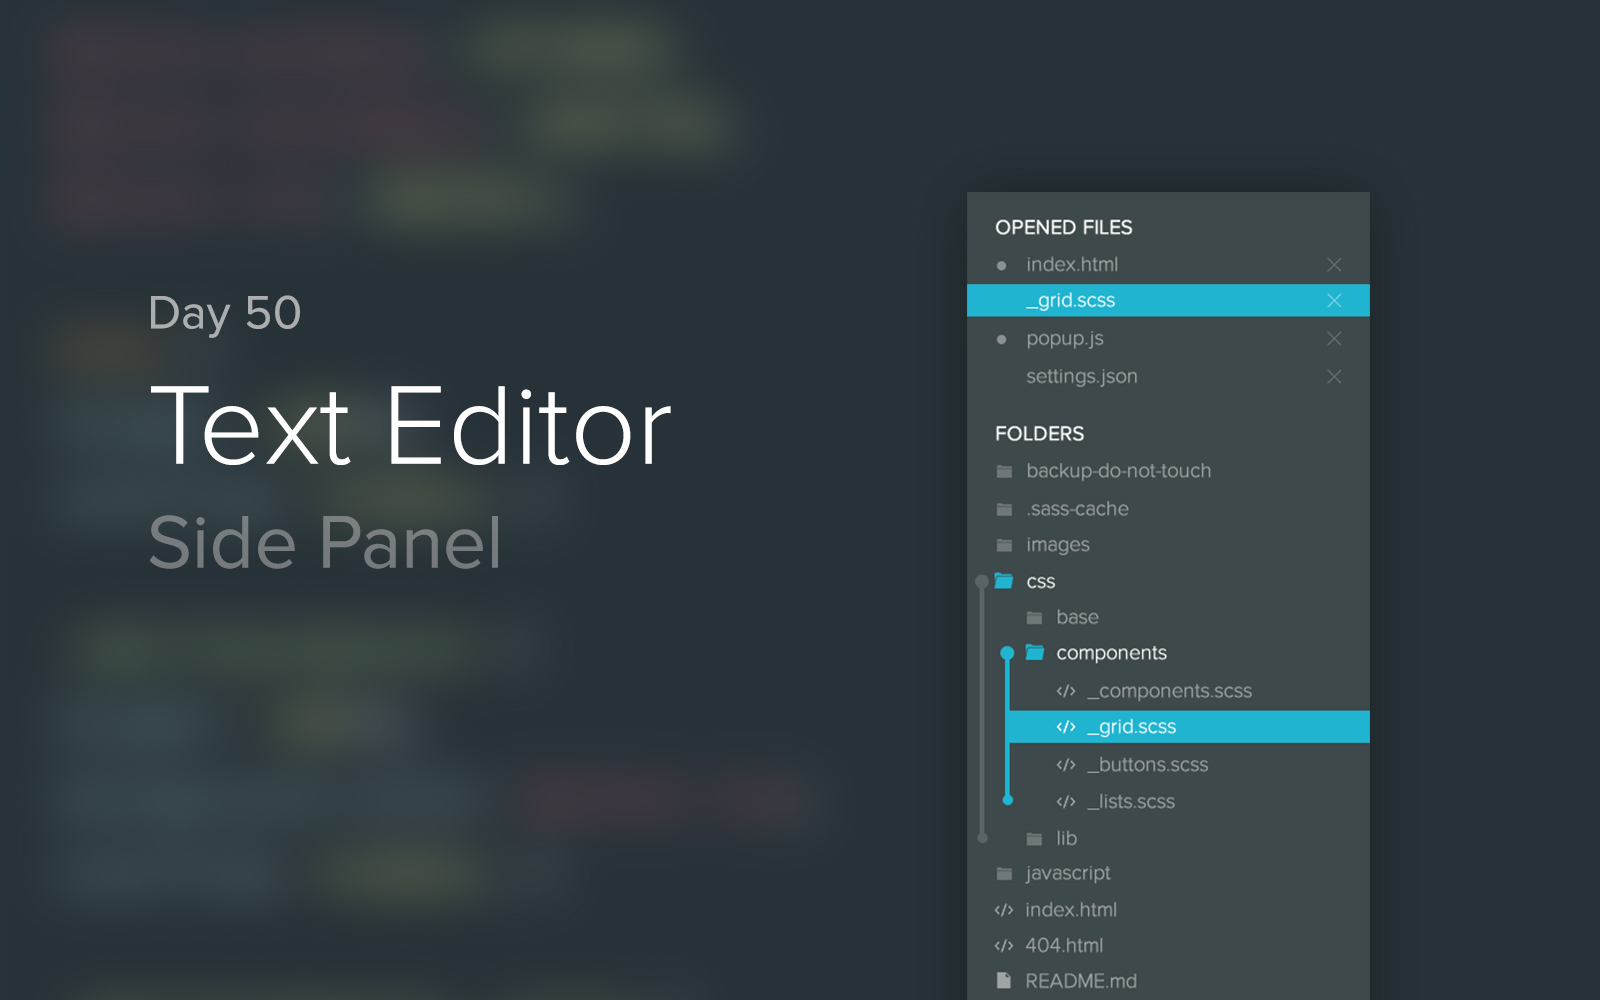 Day 50
Text Editor
Side Panel
OPENED FILES
index.html
_grid.scss
popup.js
settings.json
FOLDERS
backup-do-not-touch
.sass-cache
images
css
base
components
</> _components.scss
</> _grid.scss
</> _buttons.scss
</> _lists.scss
lib
javascript
</> index.html
</> 404.html
README.md